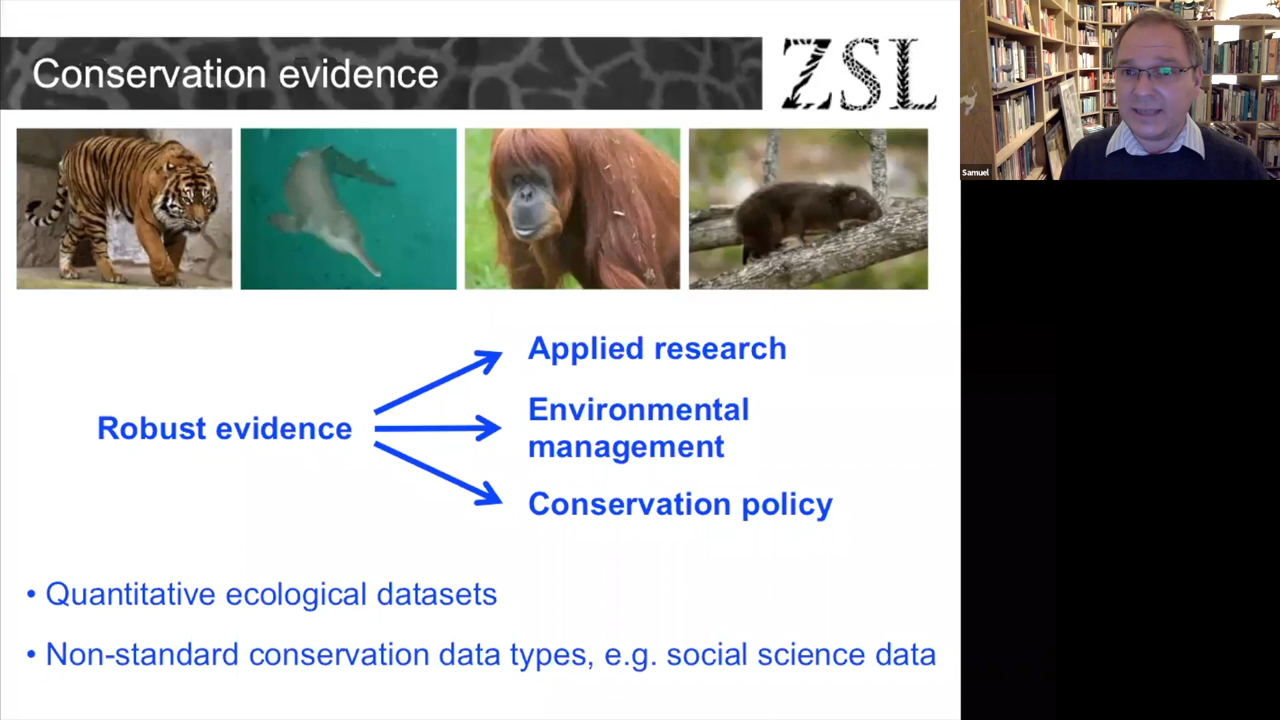 Conservation evidence
ZSL
Samuel
Applied research
Robust evidence
Environmental
management
Conservation policy
• Quantitative ecological datasets
• Non-standard conservation data types, e.g. social science data